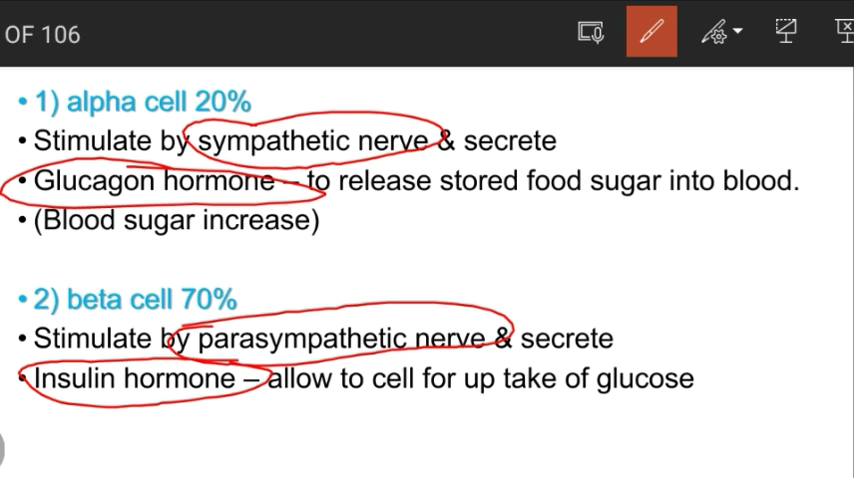 OF 106
• 1) alpha cell 20%
• Stimulate by sympathetic nerve & secrete
• Glucagon hormone – to release stored food sugar into blood.
• (Blood sugar increase)
• 2) beta cell 70%
• Stimulate by parasympathetic nerve & secrete
• Insulin hormone – allow to cell for up take of glucose